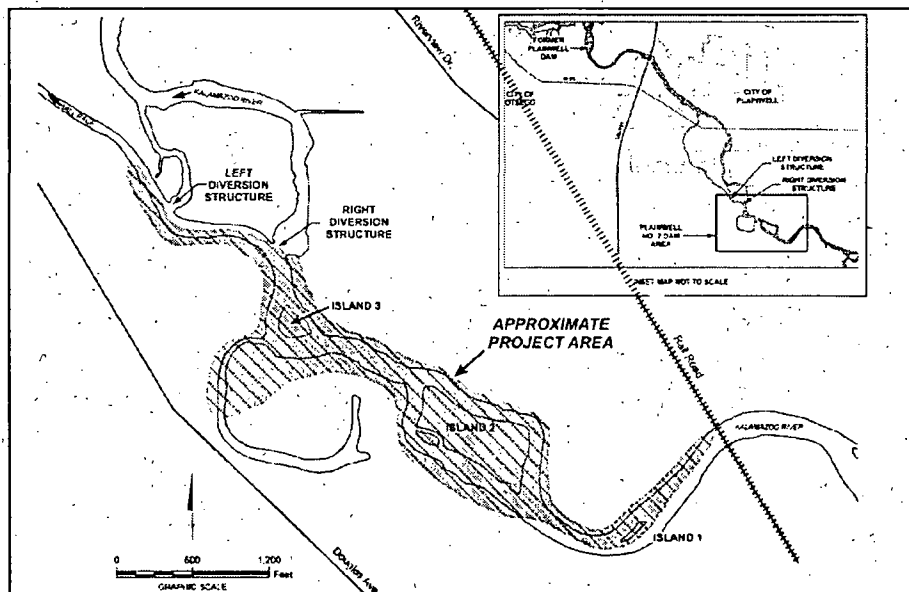 Riverview Dr.
KALAMAZOO RIVER
LEFT
DIVERSION
STRUCTURE
RIGHT
DIVERSION
STRUCTURE
ISLAND 3
APPROXIMATE
PROJECT AREA
ISLAND 2
ISLAND 1
Rail Road
KALAMAZOO RIVER
Douglas Ave.
0 600 1,200
Feet
GRAPHIC SCALE
FORMER
PLAINWELL
DAM
CITY OF
OTSEGO
CITY OF
PLAINWELL
LEFT DIVERSION
STRUCTURE
RIGHT DIVERSION
STRUCTURE
PLAINWELL
NO. 2 DAM
AREA
INSET MAP NOT TO SCALE